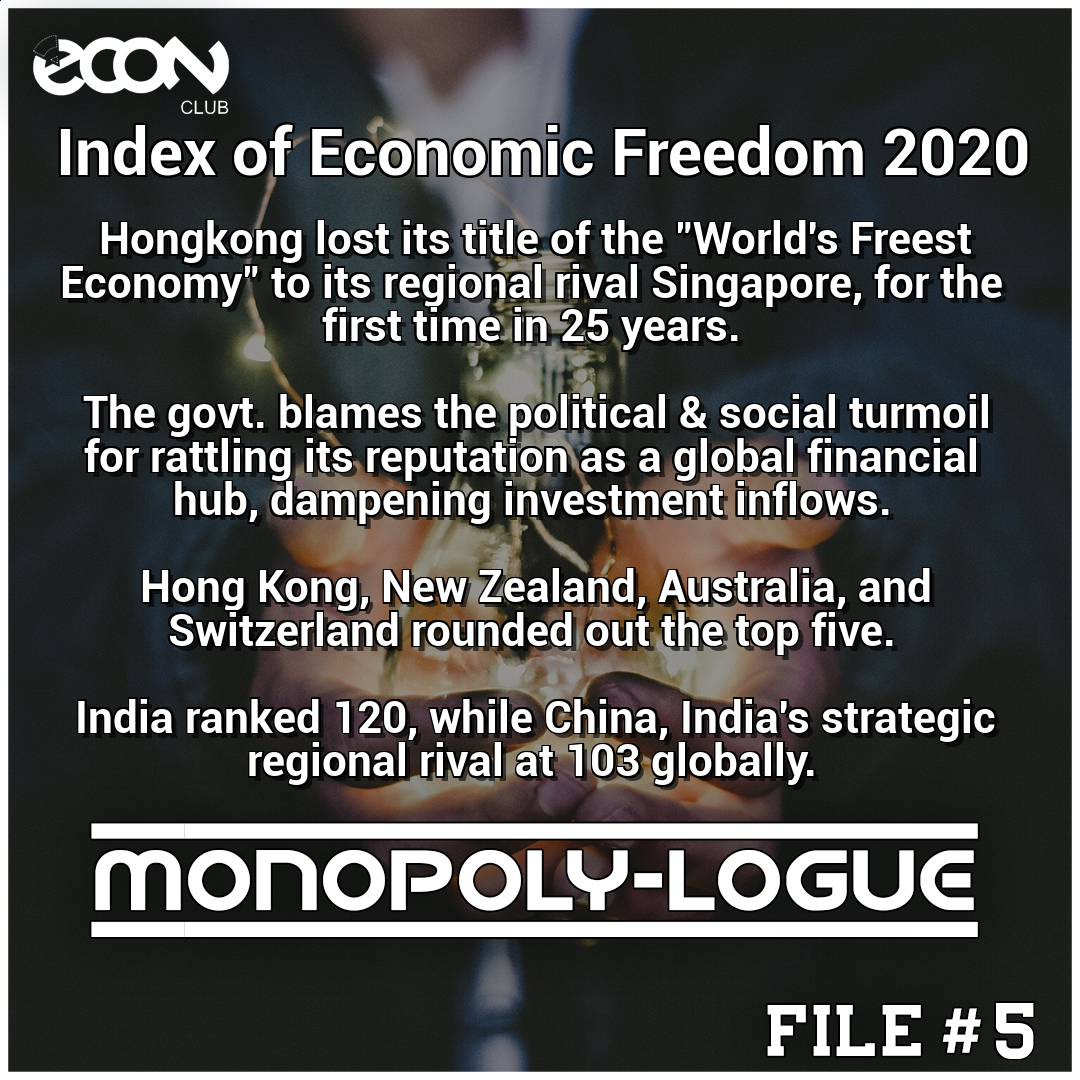 eCON
CLUB
Index of Economic Freedom 2020
Hongkong lost its title of the "World's Freest
Economy" to its regional rival Singapore, for the
first time in 25 years.
The govt. blames the political & social turmoil
for rattling its reputation as a global financial
hub, dampening investment inflows.
Hong Kong, New Zealand, Australia, and
Switzerland rounded out the top five.
India ranked 120, while China, India's strategic
regional rival at 103 globally.
MONOPOLY-LOGUE
FILE #5